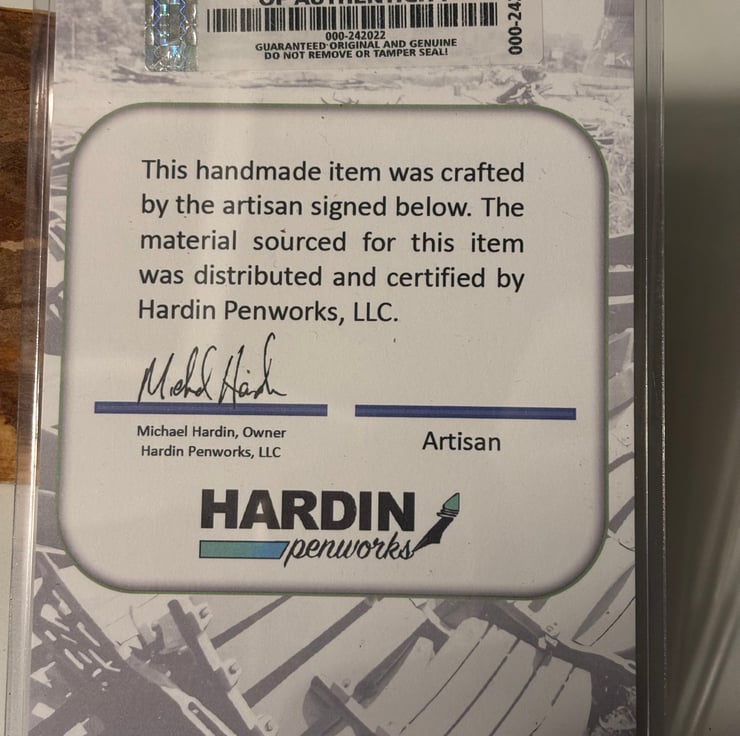 000-242022
GUARANTEED ORIGINAL AND GENUINE
DO NOT REMOVE OR TAMPER SEAL!
000-24
This handmade item was crafted
by the artisan signed below. The
material sourced for this item
was distributed and certified by
Hardin Penworks, LLC.
Michael Hardin, Owner
Hardin Penworks, LLC
Artisan
HARDIN
penworks